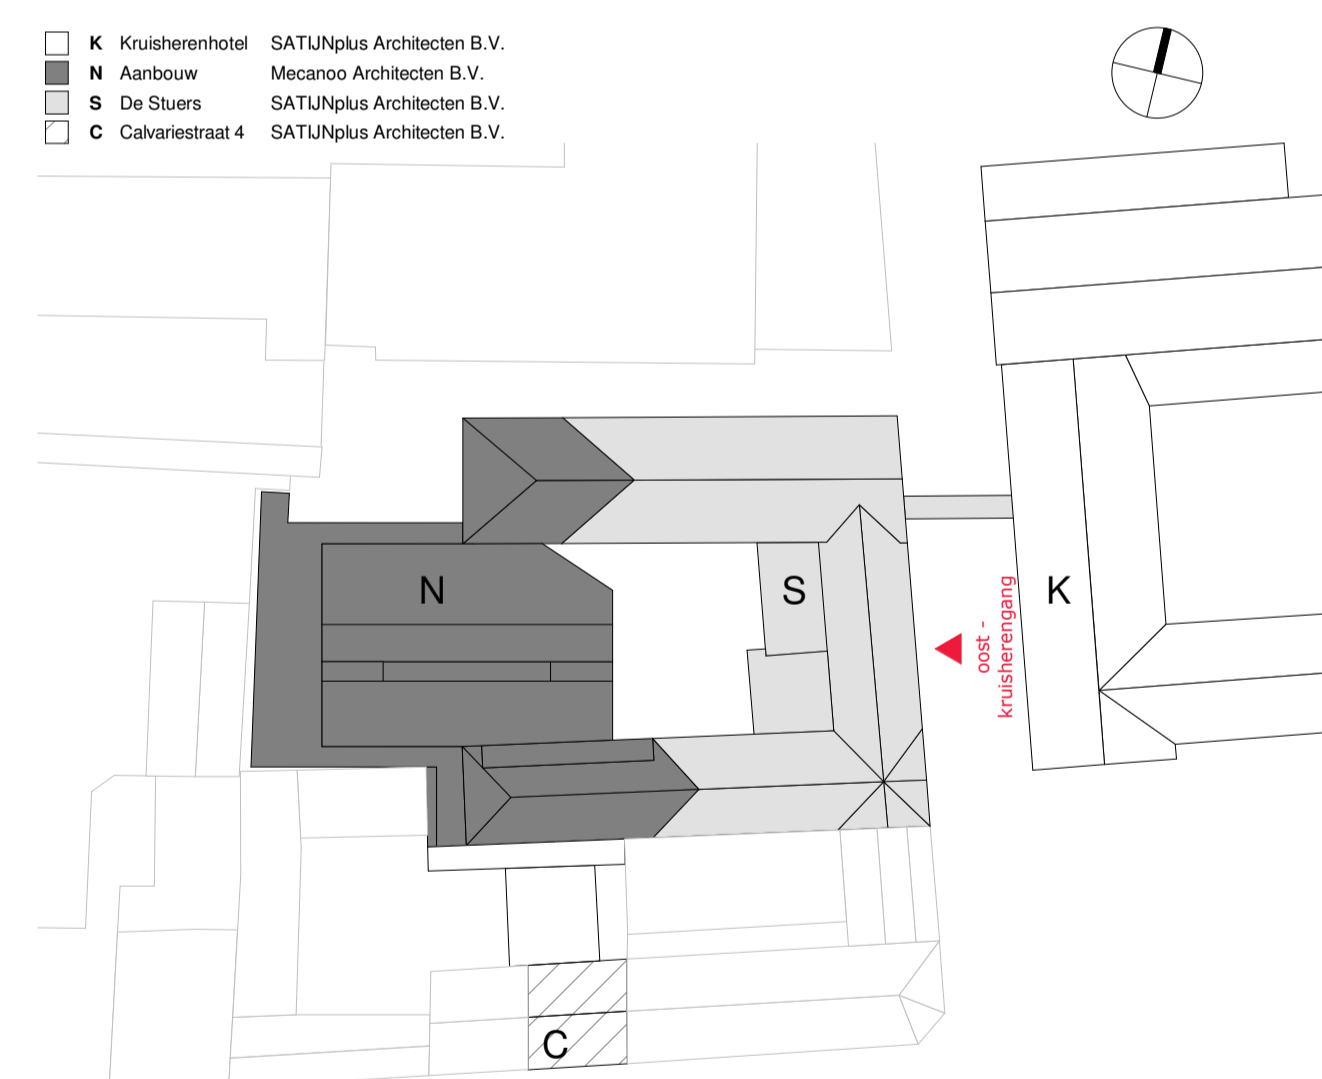 K Kruisherenhotel SATIJNplus Architecten B.V.
N Aanbouw Mecanoo Architecten B.V.
S De Stuers SATIJNplus Architecten B.V.
C Calvariestraat 4 SATIJNplus Architecten B.V.
N
S
K
oost -
kruisherengang
C